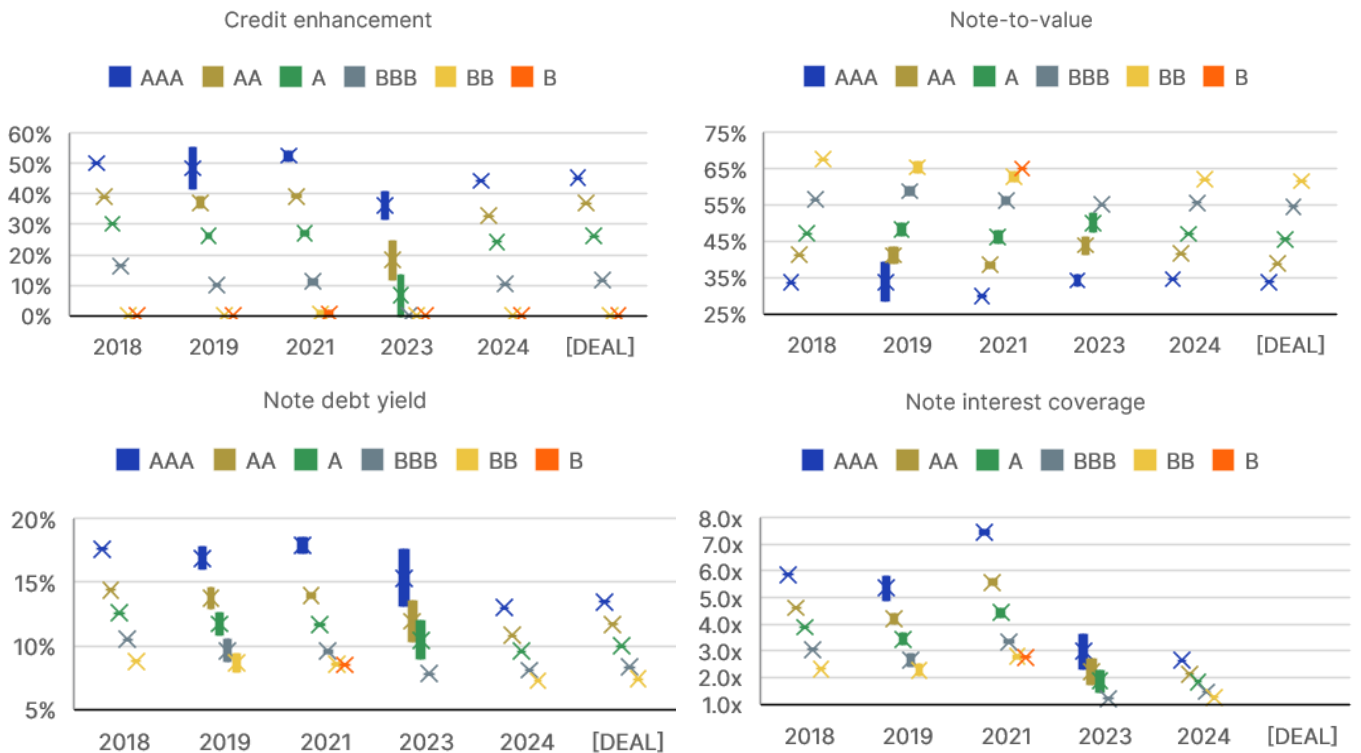 Credit enhancement
AAA AA A BBB BB B
60%
50%
40%
30%
20%
10%
0%
2018 2019 2021 2023 2024 [DEAL]
Note-to-value
AAA AA A BBB BB B
75%
65%
55%
45%
35%
25%
2018 2019 2021 2023 2024 [DEAL]
Note debt yield
AAA AA A BBB BB B
20%
15%
10%
5%
2018 2019 2021 2023 2024 [DEAL]
Note interest coverage
AAA AA A BBB BB B
8.0x
7.0x
6.0x
5.0x
4.0x
3.0x
2.0x
1.0x
2018 2019 2021 2023 2024 [DEAL]